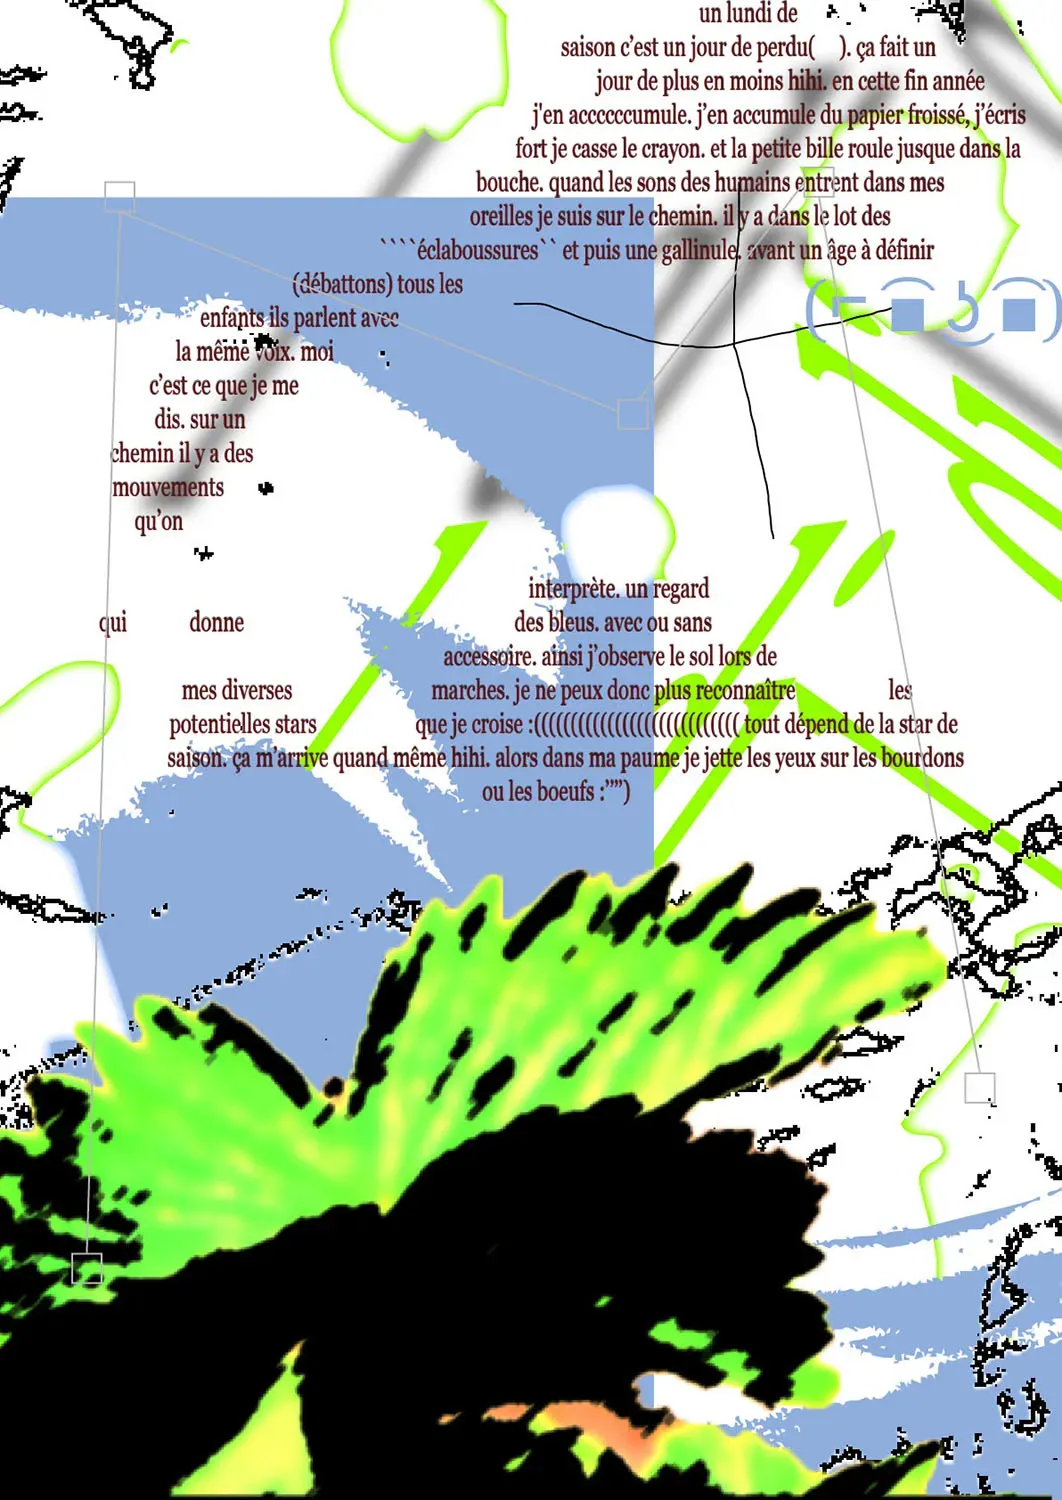 un lundi de
saison c’est un jour de perdu(    ). ça fait un
jour de plus en moins hihi. en cette fin année
j'en accccccumule. j’en accumule du papier froissé, j’écris
fort je casse le crayon. et la petite bille roule jusque dans la
bouche. quand les sons des humains entrent dans mes
oreilles je suis sur le chemin. il y a dans le lot des
````éclaboussures`` et puis une gallinule. avant un âge à définir
(débattons) tous les
enfants ils parlent avec
la même voix. moi
c’est ce que je me
dis. sur un
chemin il y a des
mouvements
qu’on
interprète. un regard
qui donne des bleus. avec ou sans
accessoire. ainsi j’observe le sol lors de
mes diverses marches. je ne peux donc plus reconnaître les
potentielles stars que je croise :(((((((((((((((((((((((((((( tout dépend de la star de
saison. ça m’arrive quand même hihi. alors dans ma paume je jette les yeux sur les bourdons
ou les boeufs :’””)